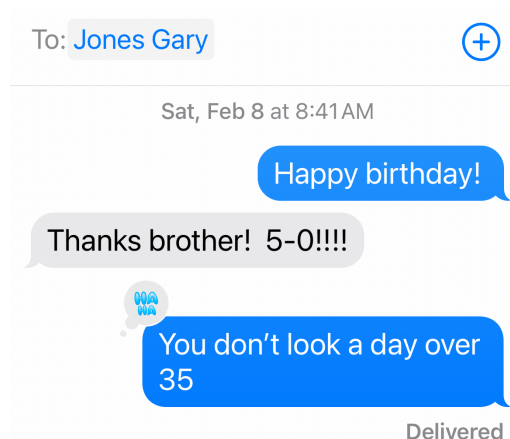 To: Jones Gary
Sat, Feb 8 at 8:41 AM
Happy birthday!
Thanks brother!  5-0!!!!
HA
HA
You don’t look a day over
35
Delivered